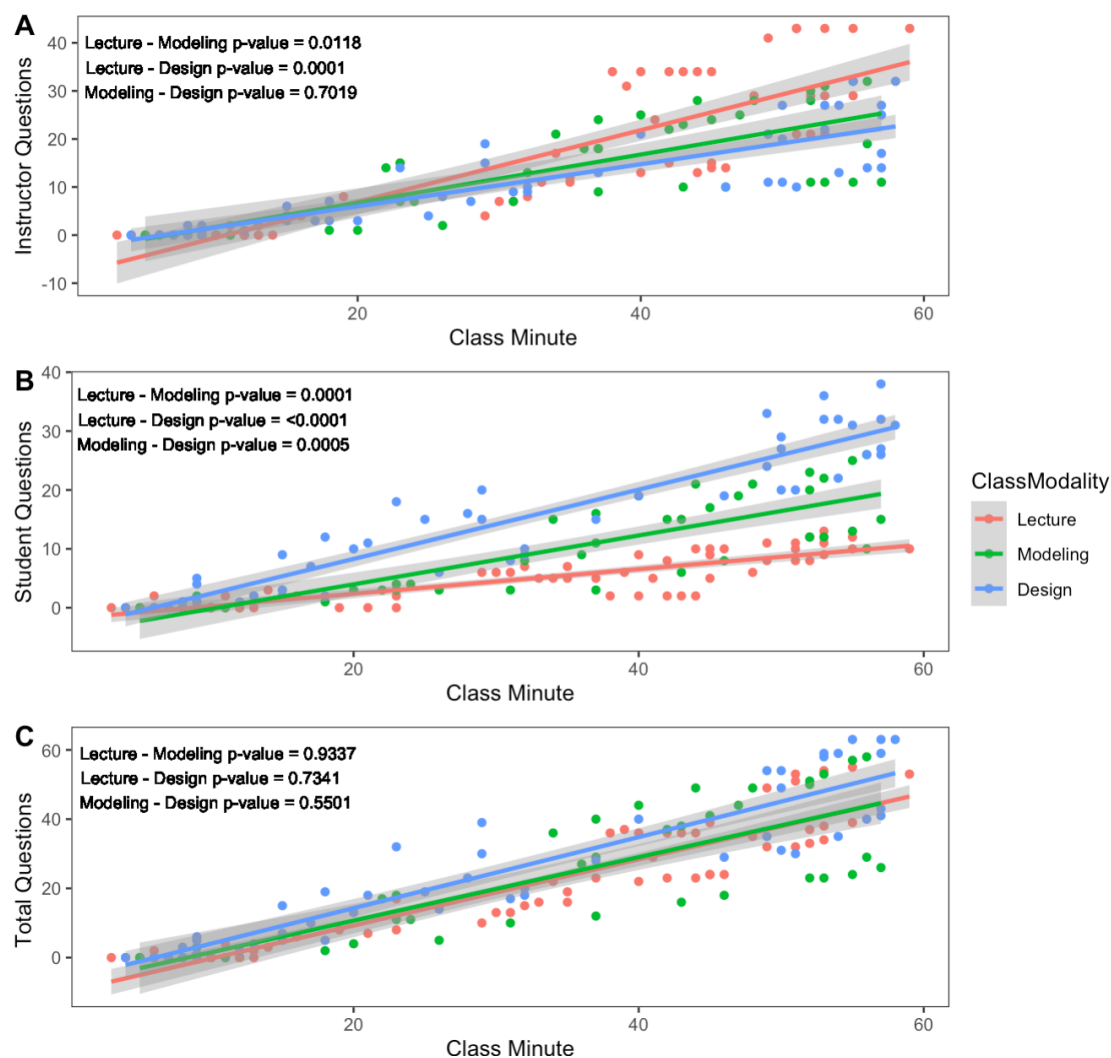 A
Lecture - Modeling p-value = 0.0118
Lecture - Design p-value = 0.0001
Modeling - Design p-value = 0.7019
Instructor Questions
40
30
20
10
0
-10
20
40
60
Class Minute
B
Lecture - Modeling p-value = 0.0001
Lecture - Design p-value = <0.0001
Modeling - Design p-value = 0.0005
Student Questions
40
30
20
10
0
20
40
60
Class Minute
ClassModality
Lecture
Modeling
Design
C
Lecture - Modeling p-value = 0.9337
Lecture - Design p-value = 0.7341
Modeling - Design p-value = 0.5501
Total Questions
60
40
20
0
20
40
60
Class Minute